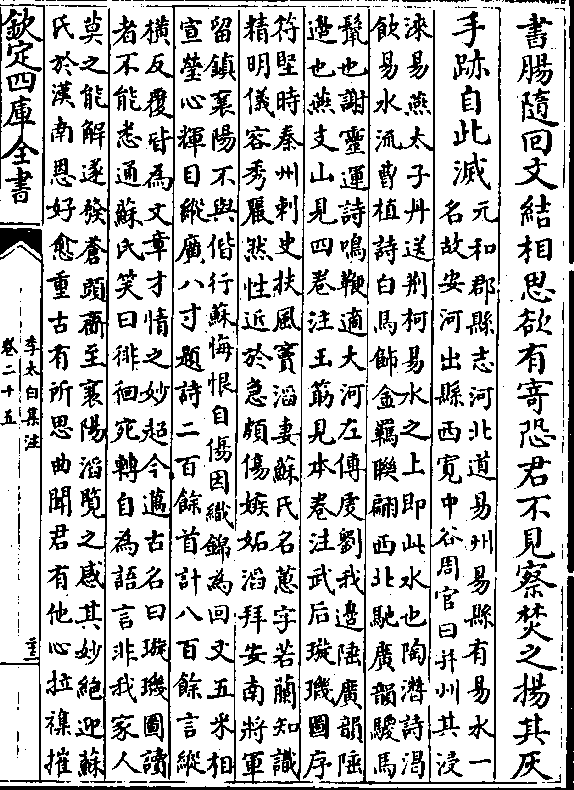 書腸隨回文結相思欲有寄恐君不見察焚之揚其灰
手跡自此滅
元和郡縣志河北道易州易縣有易水一
名故安河出縣西寛中谷周官曰并州其浸
淶易燕太子丹送荆柯易水之上即此水也陶潛詩渴
飲易水流曹植詩白馬飾金羈聨翩西北馳廣韻騣馬
鬛也謝靈運詩鳴鞭適大河左傳虔劉我邊陲廣韻陲
邉也燕支山見四卷注玉筯見本卷注武后璇璣圖序
符堅時秦州刺史扶風竇滔妻蘇氏名蕙字若蘭知識
精明儀容秀麗然性近於急頗傷嫉妬滔拜安南將軍
留鎮襄陽不與偕行蘇悔恨自傷因織錦為回文五采相
宣瑩心輝目縱廣八寸題詩二百餘首計八百餘言縱
橫反覆皆為文章才情之妙超今邁古名曰璇璣圖讀
者不能悉通蘇氏笑曰徘徊宛轉自為語言非我家人
莫之能解遂發蒼頭齎至襄陽滔覽之感其妙絶迎蘇
氏於漢南恩好愈重古有所思曲聞君有他心拉襍摧
欽定四庫全書
李太白集注
卷二十五